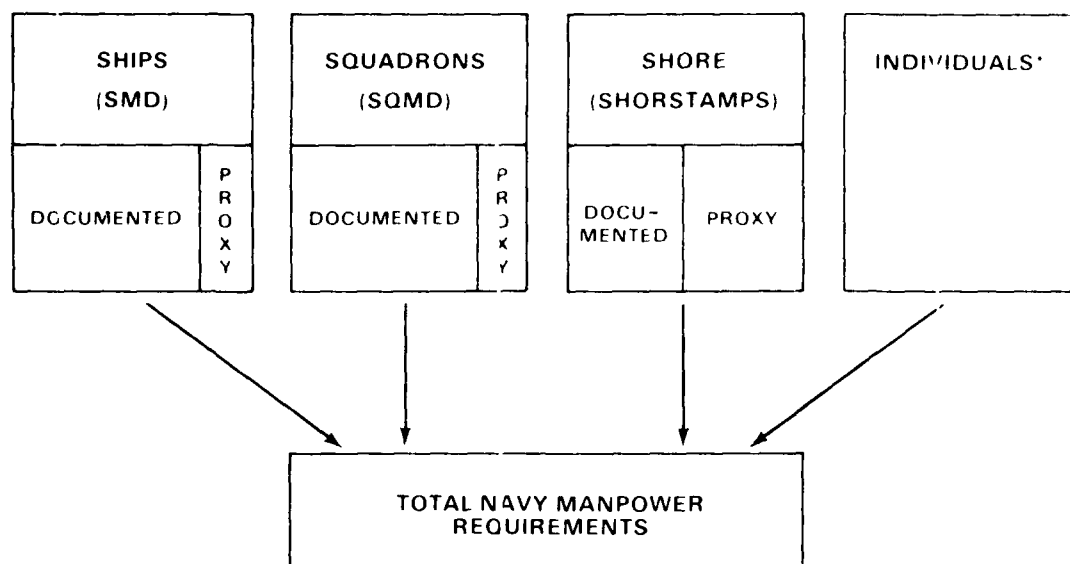 SHIPS
(SMD)
DOCUMENTED
PROXY
SQUADRONS
(SQMD)
DOCUMENTED
PROXY
SHORE
(SHORSTAMPS)
DOCU-
MENTED
PROXY
INDIVIDUALS*
TOTAL NAVY MANPOWER
REQUIREMENTS